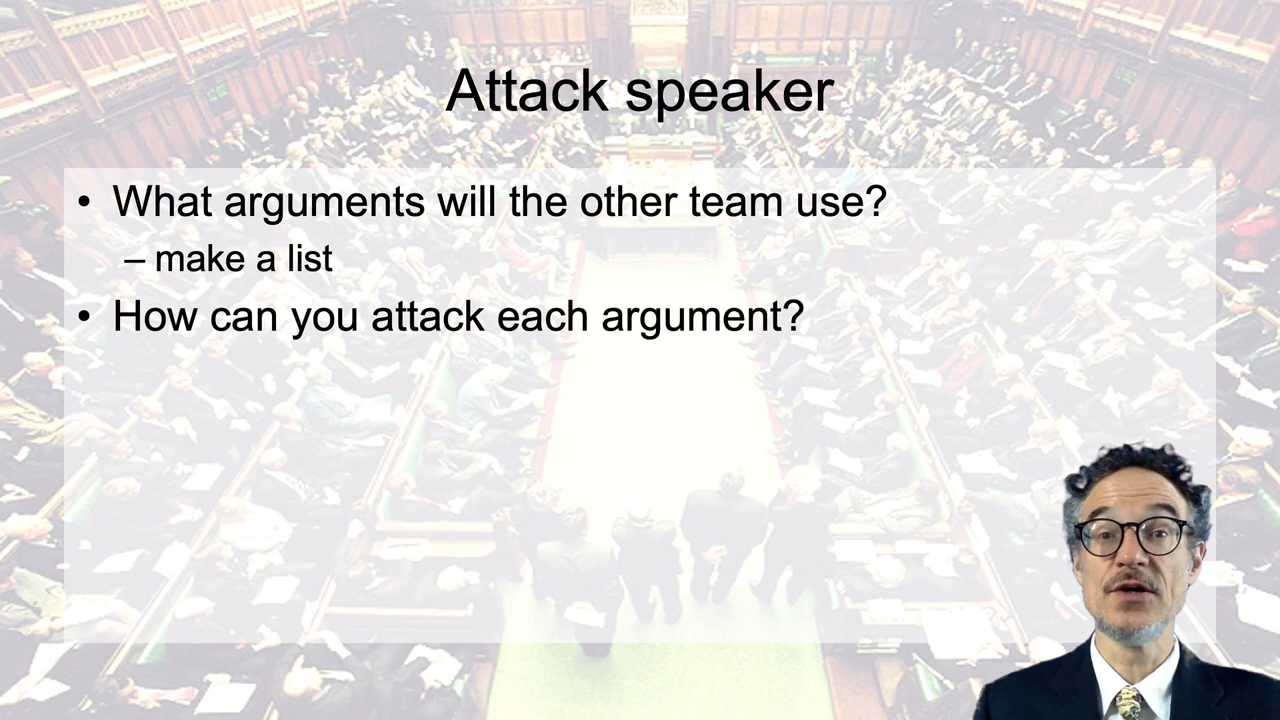 Attack speaker
• What arguments will the other team use?
– make a list
• How can you attack each argument?